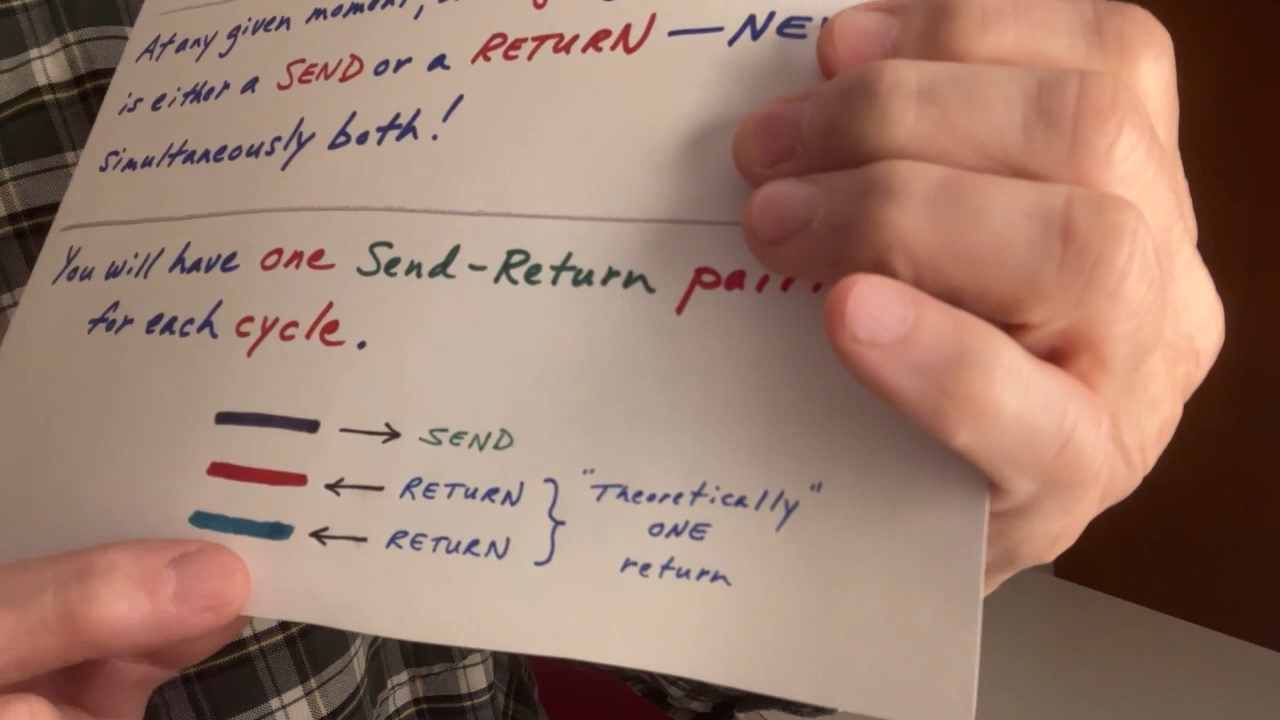 At any given moment,
is either a SEND or a RETURN — NE
simultaneously both!
You will have one Send-Return pair
for each cycle.
→ SEND
← RETURN } "Theoretically"
ONE
← RETURN
return